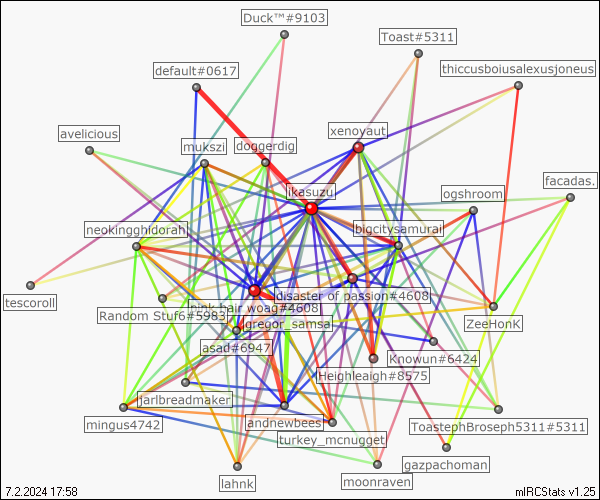 Duck™#9103
Toast#5311
default#0617
thiccusboiusalexusjoneus
avelicious
xenoyaut
mukszi
doggerdig
facadas.
ikasuzu
ogshroom
neokingghidorah
bigcitysamurai
disaster of passion#4608
tescoroll
pink hair woag#4608
Random Stuf6#5983
gregor_samsa
ZeeHonK
asad#6947
Knowun#6424
Heighleaigh#8575
earlbreadmaker
mingus4742
andnewbees
ToastephBroseph5311#5311
turkey_mcnugget
gazpachoman
lahnk
moonraven
7.2.2024 17:58
mIRCStats v1.25